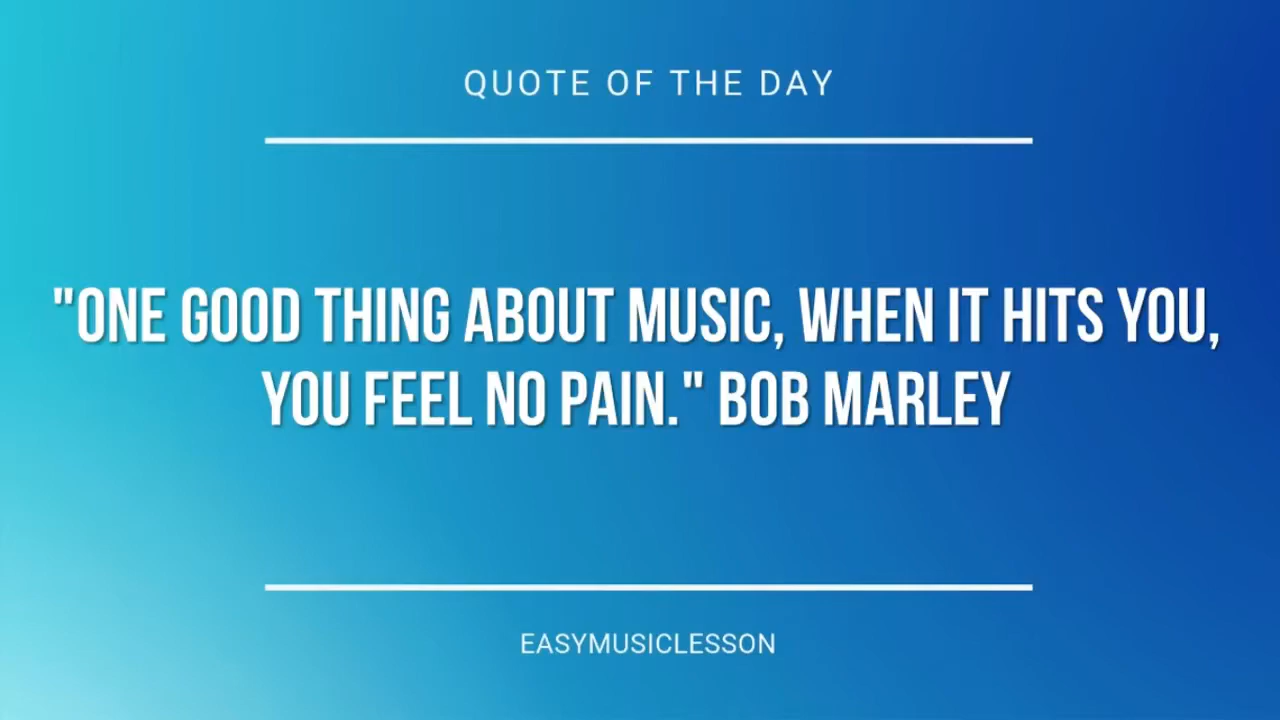 QUOTE OF THE DAY
"ONE GOOD THING ABOUT MUSIC, WHEN IT HITS YOU,
YOU FEEL NO PAIN." BOB MARLEY
EASYMUSICLESSON